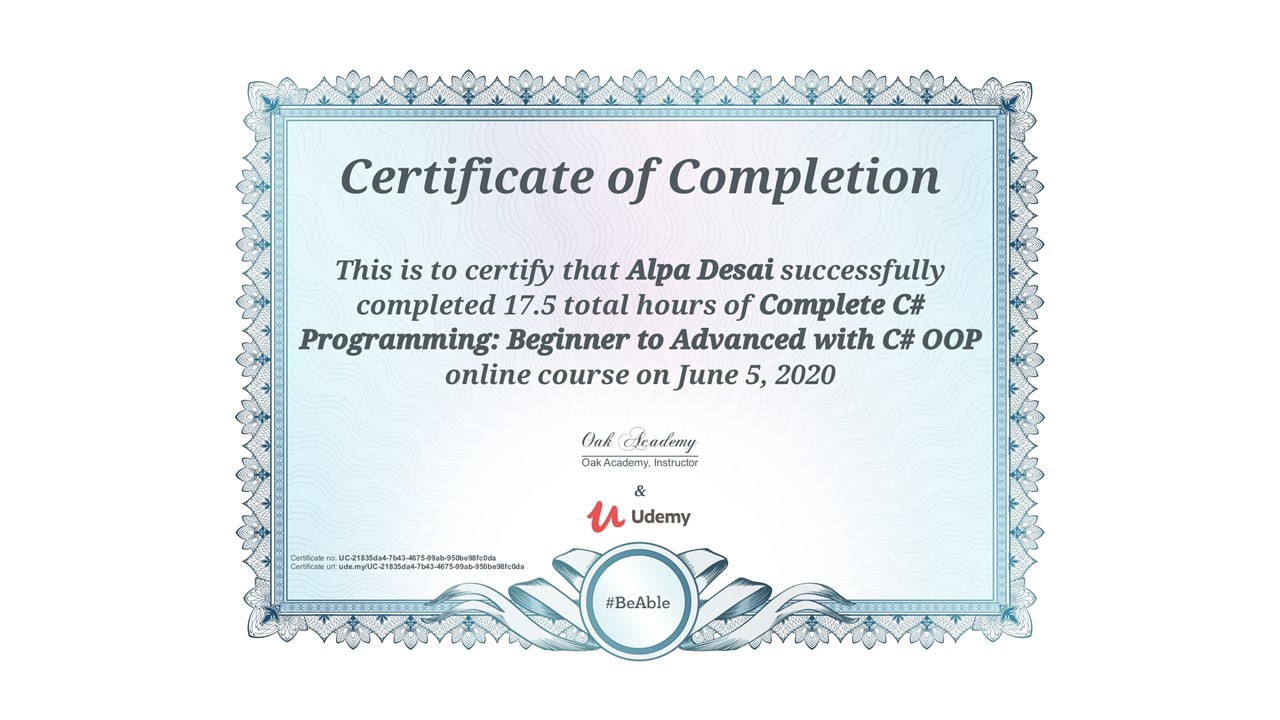 Certificate of Completion
This is to certify that Alpa Desai successfully
completed 17.5 total hours of Complete C#
Programming: Beginner to Advanced with C# OOP
online course on June 5, 2020
Oak Academy
Oak Academy, Instructor
&
Udemy
Certificate no: UC-21835da4-7b43-4675-99ab-950be98fc0da
Certificate url: ude.my/UC-21835da4-7b43-4675-99ab-950be98fc0da
#BeAble